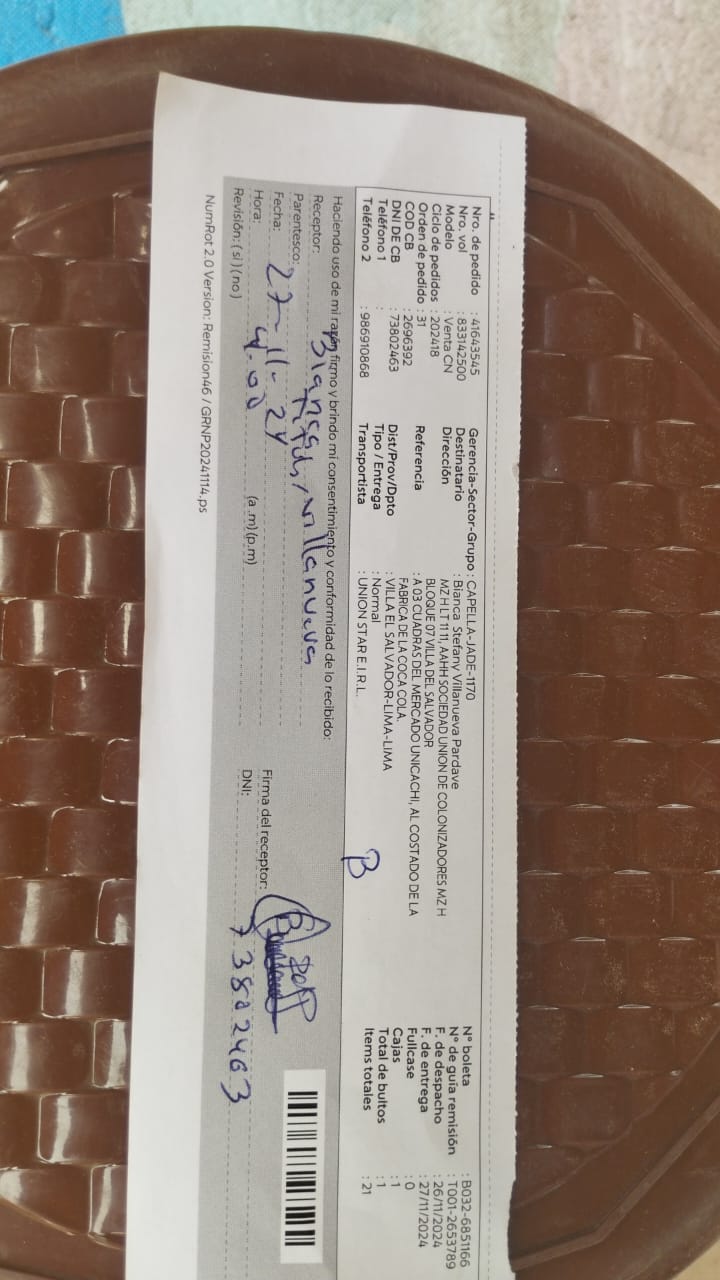 Nro. de pedido : 41643545
Nro. vol : 833142500
Modelo : Venta CN
Ciclo de pedidos : 202418
Orden de pedido : 31
COD CB : 2696392
DNI DE CB : 73802463
Teléfono 1 :
Teléfono 2 : 986910868
Gerencia-Sector-Grupo : CAPELLA-JADE-1170
Destinatario : Blanca Stefany Villanueva Pardave
Dirección MZ H LT 11 11, AAHH SOCIEDAD UNION DE COLONIZADORES MZ H
BLOQUE 07 VILLA DEL SALVADOR
Referencia : A 03 CUADRAS DEL MERCADO UNICACHI, AL COSTADO DE LA
FABRICA DE LA COCA COLA.
Dist/Prov/Dpto : VILLA EL SALVADOR-LIMA-LIMA
Tipo / Entrega : Normal
Transportista : UNION STAR E.I.R.L.
B
N° boleta : B032-6851166
N° de guía remisión : T001-2653789
F. de despacho : 26/11/2024
F. de entrega : 27/11/2024
Fullcase : 0
Cajas : 1
Total de bultos : 1
Items totales : 21
Haciendo uso de mi razón firmo y brindo mi consentimiento y conformidad de lo recibido:
Receptor: Blanca Villanueva
Parentesco:
Fecha: 27-11-24
Hora: 4:00 (a.m)(p.m)
Revisión:(si)(no)
Firma del receptor:
DNI: 73802463
NumRot 2.0 Version: Remision46 / GRNP20241114.ps